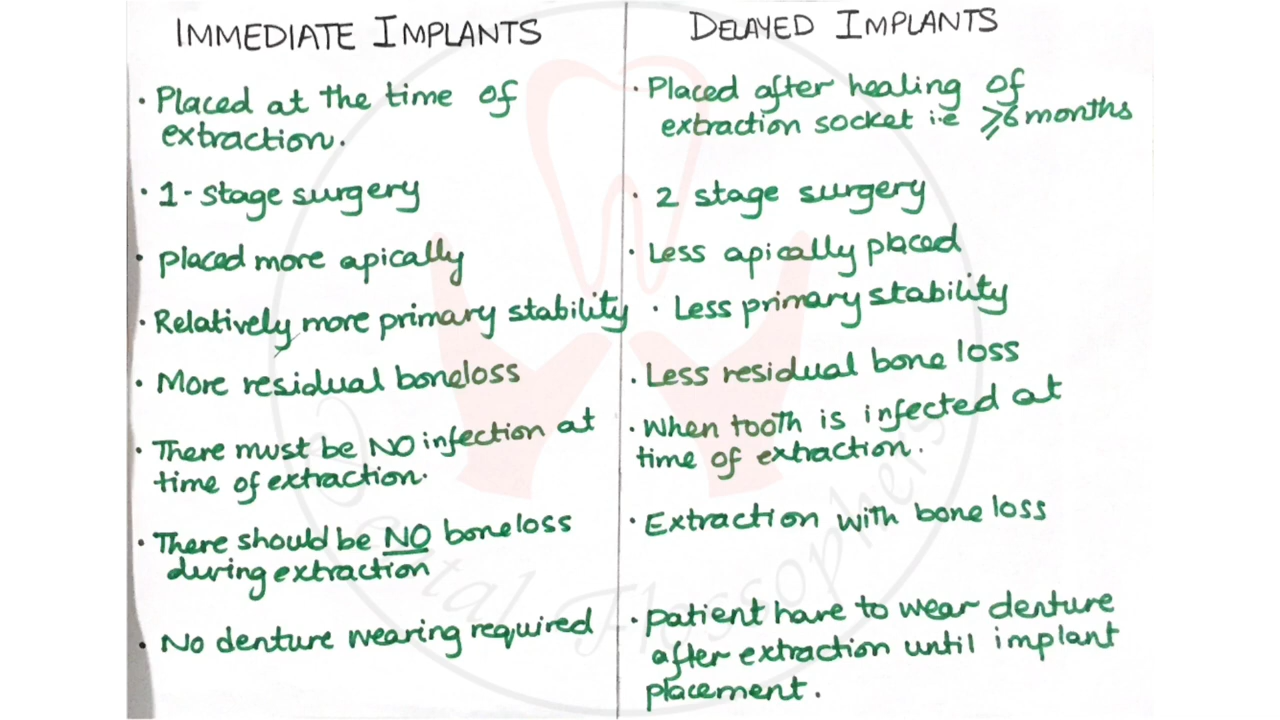 IMMEDIATE IMPLANTS
• Placed at the time of
extraction.
• 1-stage surgery
• placed more apically
• Relatively more primary stability
• More residual boneloss
• There must be NO infection at
time of extraction.
• There should be NO boneloss
during extraction
• No denture wearing required
DELAYED IMPLANTS
• Placed after healing of
extraction socket i.e ⩾6 months
• 2 stage surgery
• Less apically placed
• Less primary stability
• Less residual bone loss
• When tooth is infected at
time of extraction.
• Extraction with bone loss
• patient have to wear denture
after extraction until implant
placement.
Dental Flossophers